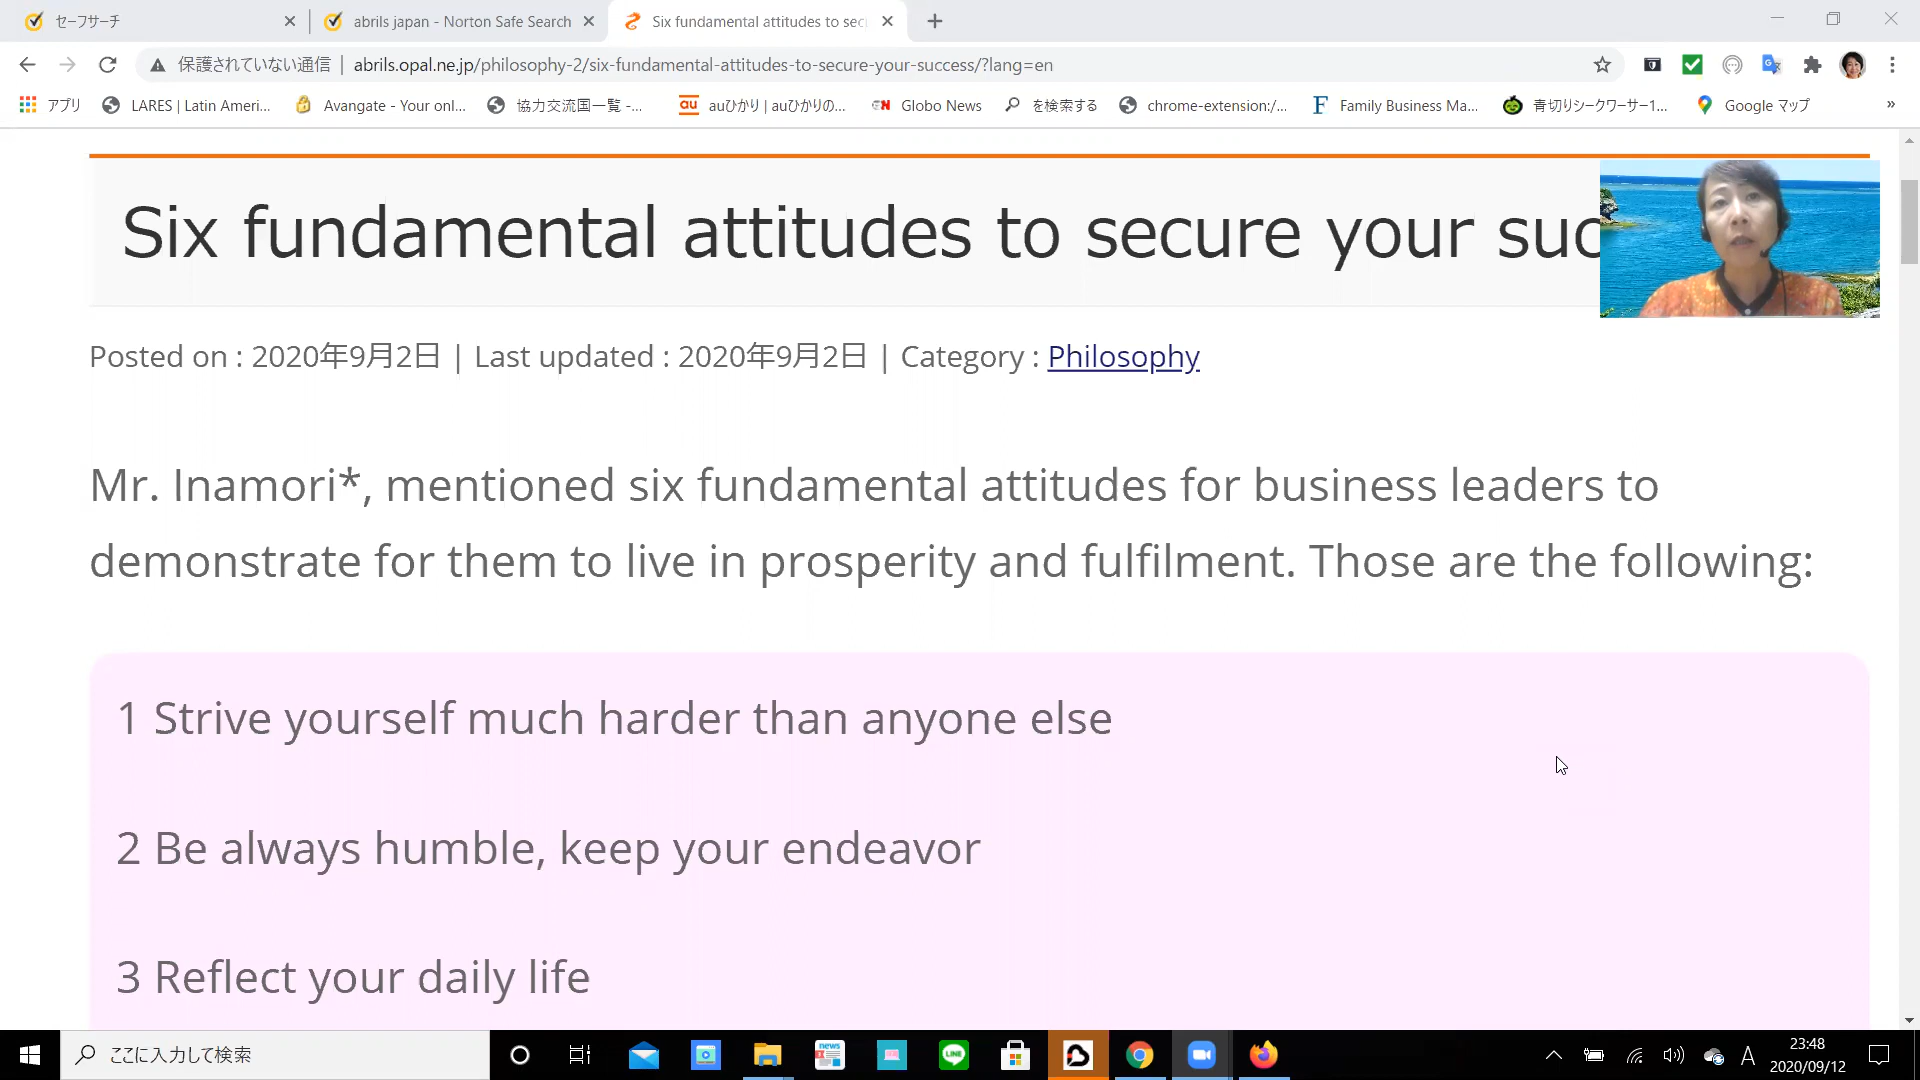 セーフサーチ
abrils japan - Norton Safe Search
Six fundamental attitudes to sec
保護されていない通信 | abrils.opal.ne.jp/philosophy-2/six-fundamental-attitudes-to-secure-your-success/?lang=en
アプリ LARES | Latin Ameri... Avangate - Your onl... 協力交流国一覧 -... au auひかり | auひかりの... Globo News を検索する chrome-extension:/... Family Business Ma... 青切りシークワーサー1... Google マップ »
Six fundamental attitudes to secure your suc
Posted on : 2020年9月2日 | Last updated : 2020年9月2日 | Category : Philosophy
Mr. Inamori*, mentioned six fundamental attitudes for business leaders to
demonstrate for them to live in prosperity and fulfilment. Those are the following:
1 Strive yourself much harder than anyone else
2 Be always humble, keep your endeavor
3 Reflect your daily life
ここに入力して検索
news
LINE
A
23:48
2020/09/12